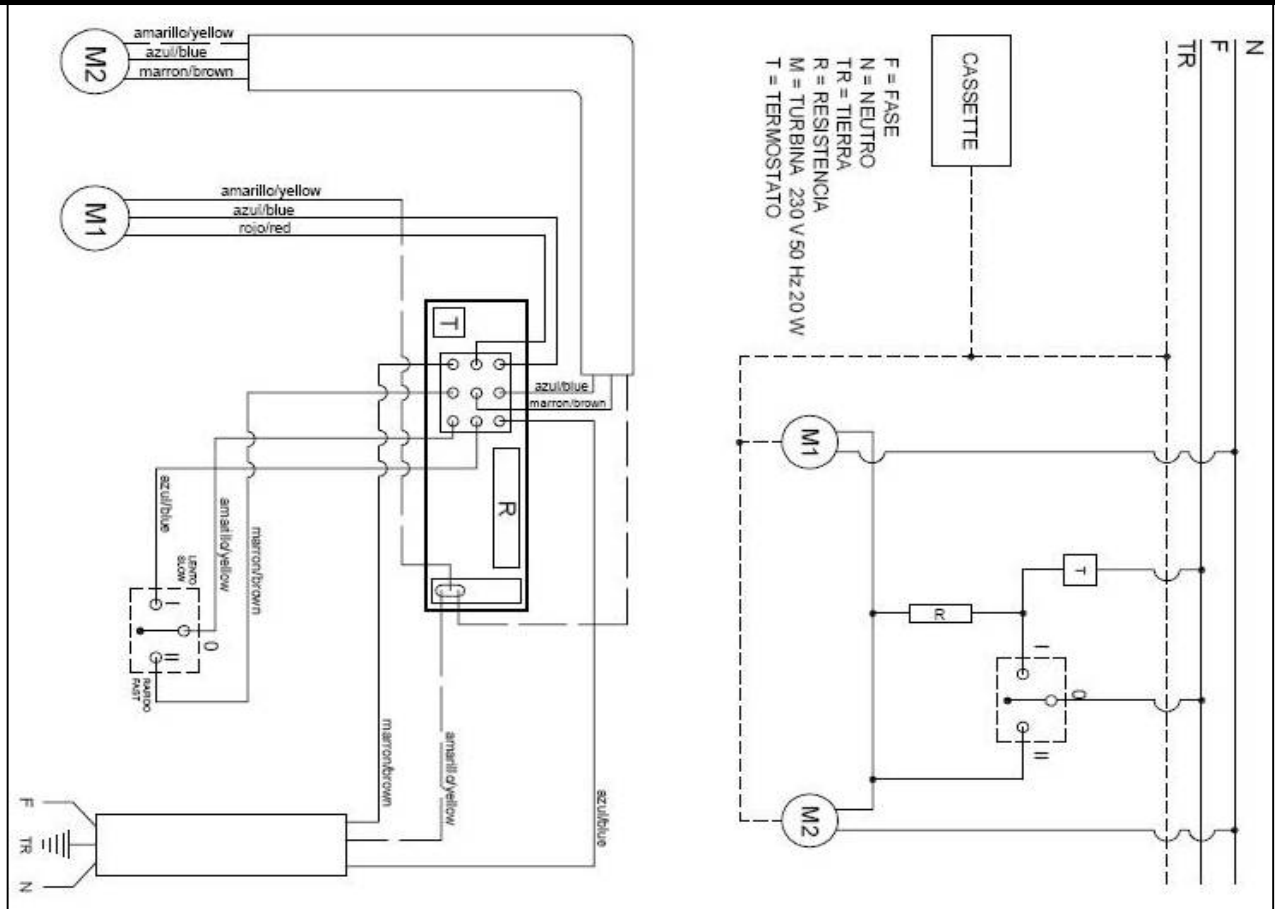 amarillo/yellow
azul/blue
marron/brown
M2
amarillo/yellow
azul/blue
rojo/red
M1
T
azul/blue
marron/brown
R
azul/blue
amarillo/yellow
marron/brown
LENTO
SLOW
I
0
II
FAST
marron/brown
amarillo/yellow
azul/blue
F
TR
N
N
F
TR
CASSETTE
F = FASE
N = NEUTRO
TR = TIERRA
R = RESISTENCIA
M = TURBINA 230 V 50 Hz 20 W
T = TERMOSTATO
M1
T
R
I
0
II
M2